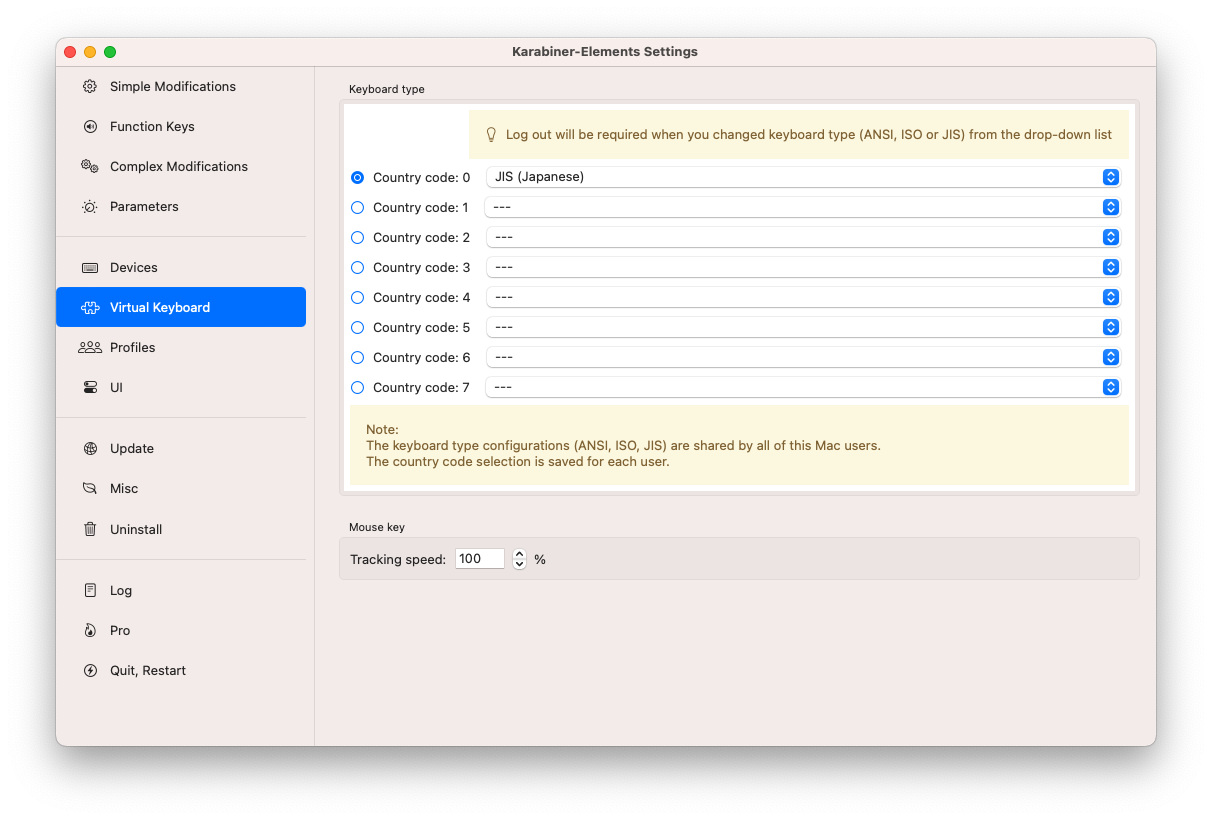 Karabiner-Elements Settings
Simple Modifications
Function Keys
Complex Modifications
Parameters
Devices
Virtual Keyboard
Profiles
UI
Update
Misc
Uninstall
Log
Pro
Quit, Restart
Keyboard type
Log out will be required when you changed keyboard type (ANSI, ISO or JIS) from the drop-down list
Country code: 0 JIS (Japanese)
Country code: 1 ---
Country code: 2 ---
Country code: 3 ---
Country code: 4 ---
Country code: 5 ---
Country code: 6 ---
Country code: 7 ---
Note:
The keyboard type configurations (ANSI, ISO, JIS) are shared by all of this Mac users.
The country code selection is saved for each user.
Mouse key
Tracking speed: 100 %